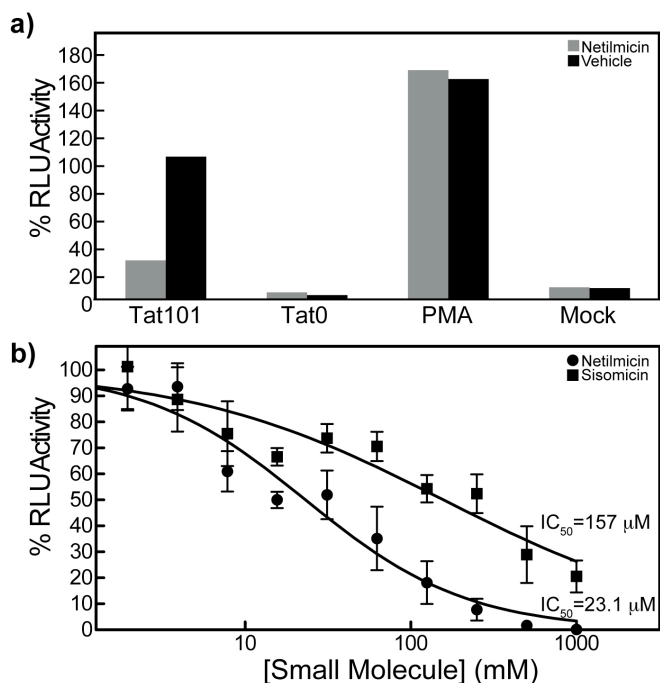 a)
Netilmicin
Vehicle
% RLUActivity
180
160
140
120
100
80
60
40
20
0
Tat101 Tat0 PMA Mock
b)
Netilmicin
Sisomicin
% RLUActivity
100
90
80
70
60
50
40
30
20
10
0
IC50=157 µM
IC50=23.1 µM
10 100 1000
[Small Molecule] (mM)